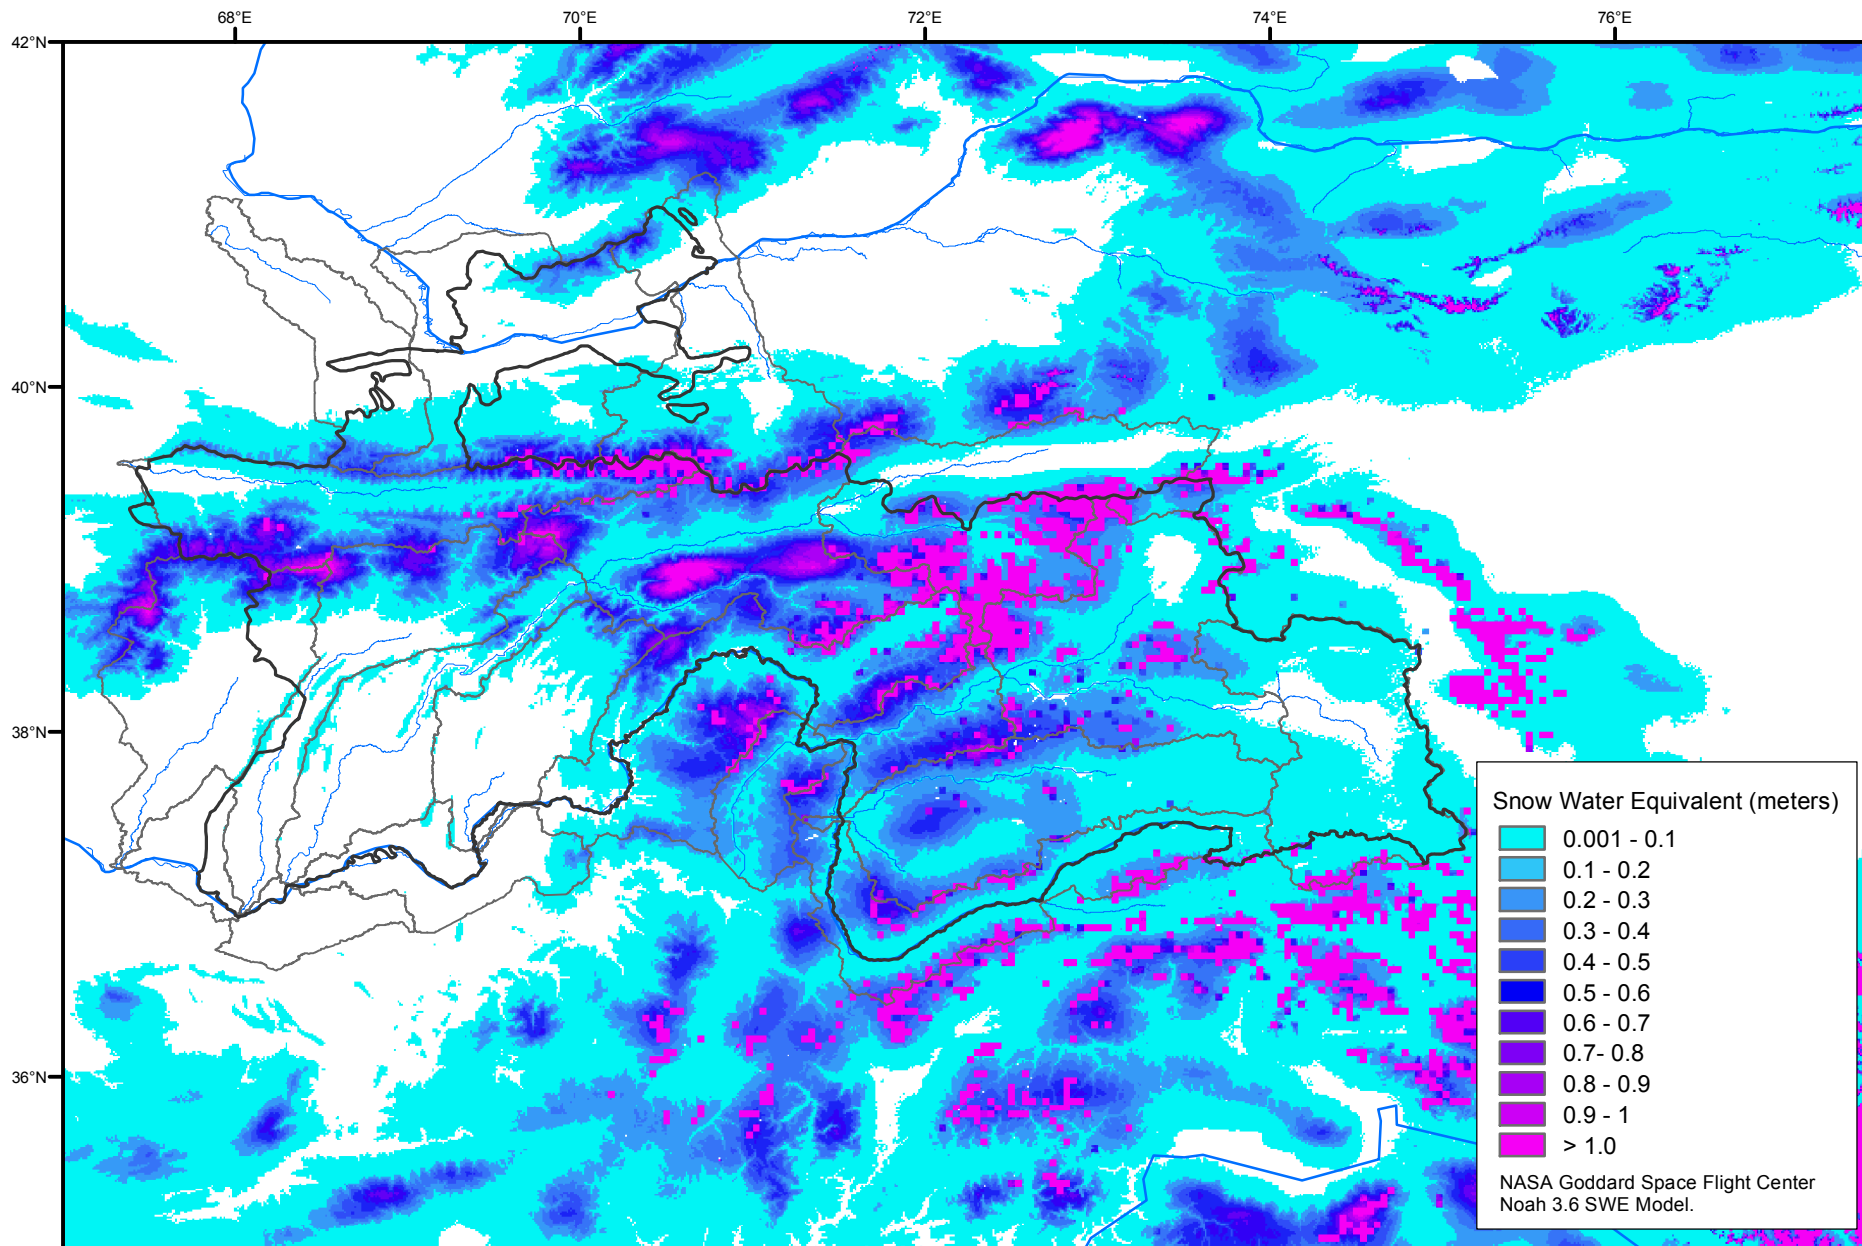 68°E 70°E 72°E 74°E 76°E
42°N
40°N
38°N
36°N
Snow Water Equivalent (meters)
0.001 - 0.1
0.1 - 0.2
0.2 - 0.3
0.3 - 0.4
0.4 - 0.5
0.5 - 0.6
0.6 - 0.7
0.7- 0.8
0.8 - 0.9
0.9 - 1
> 1.0
NASA Goddard Space Flight Center
Noah 3.6 SWE Model.